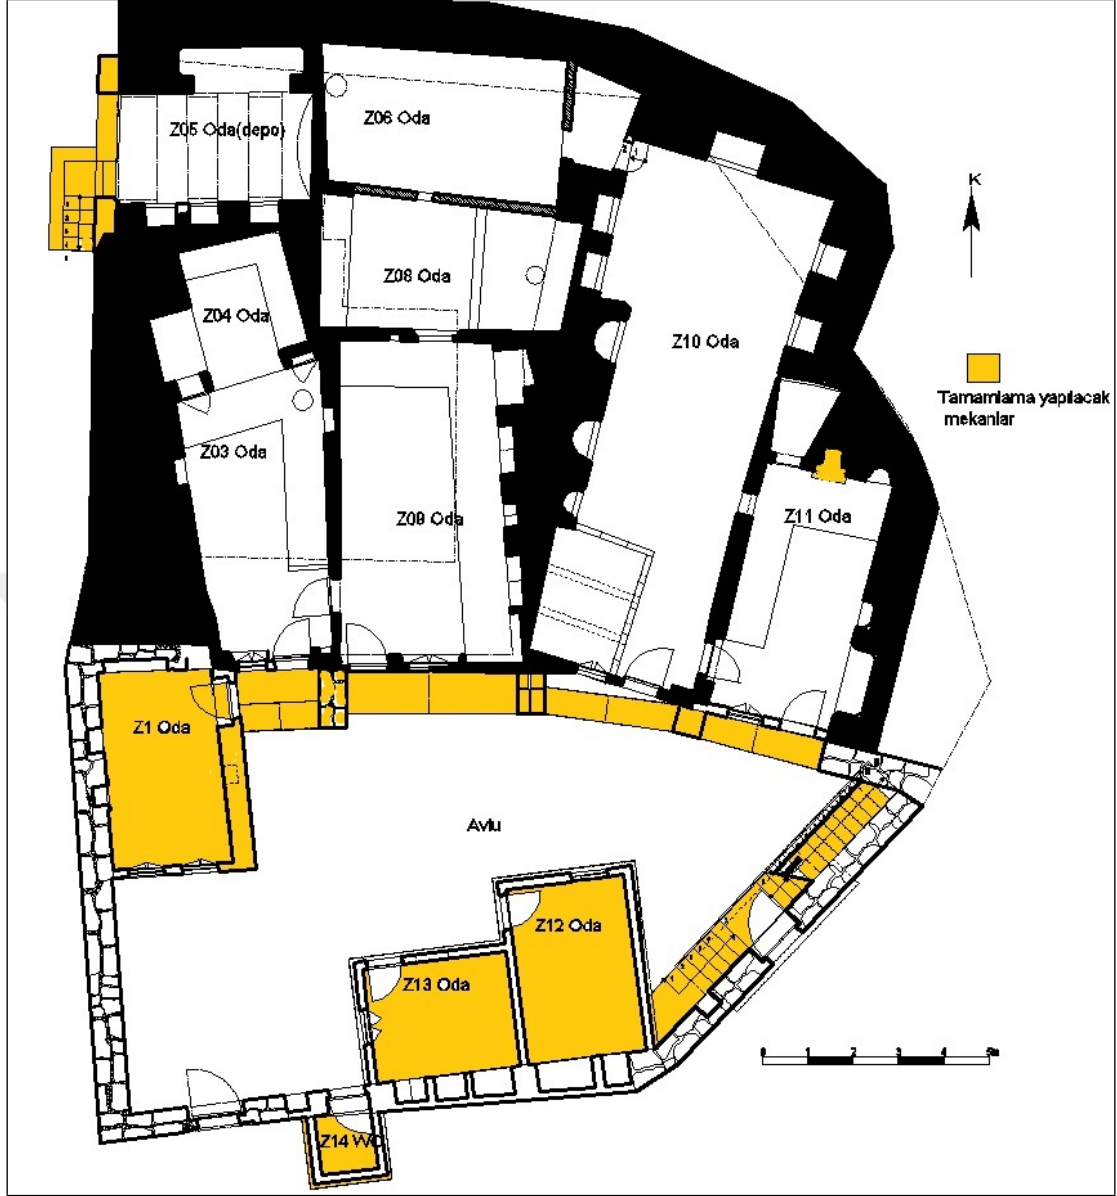 Z05 Oda(depo)
Z06 Oda
K
Z08 Oda
Z04 Oda
Z10 Oda
Tamamlama yapılacak
mekanlar
Z03 Oda
Z09 Oda
Z11 Oda
Z1 Oda
Avlu
Z12 Oda
Z13 Oda
0 1 2 3 4 5m
Z14 WC